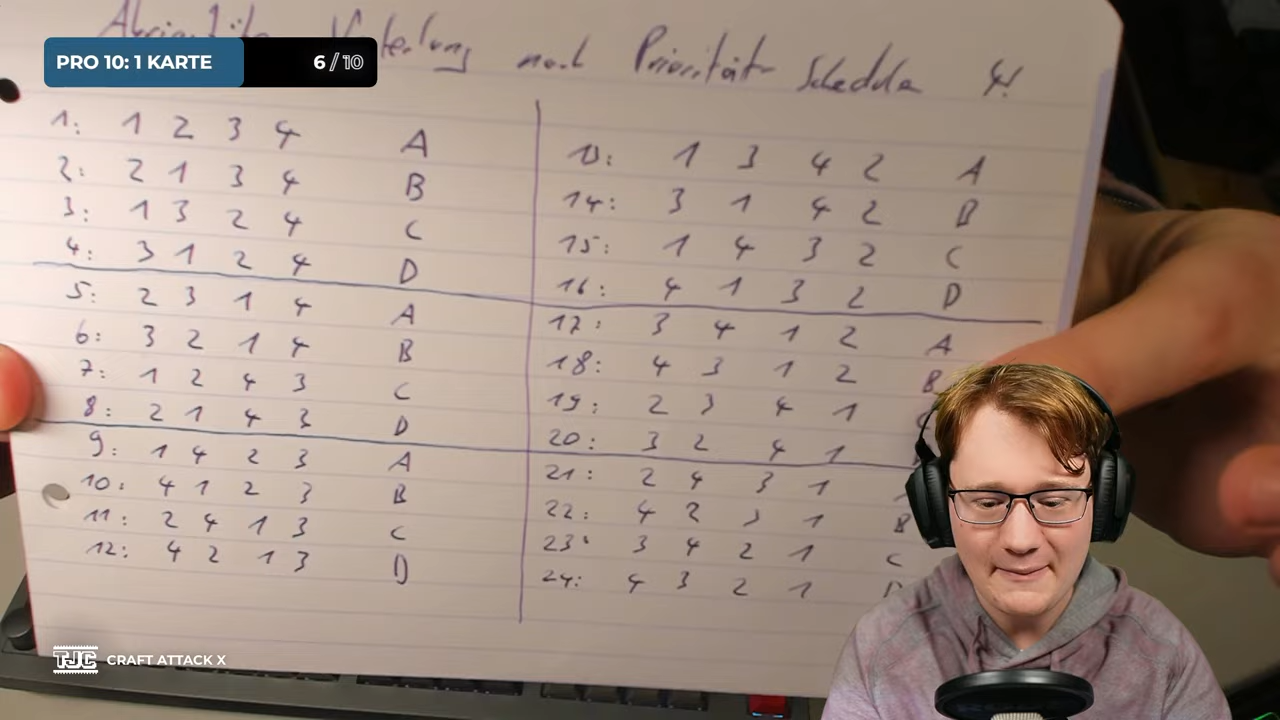 PRO 10: 1 KARTE 6/10
nach Priorität
1: 1 2 3 4 A
2: 2 1 3 4 B
3: 1 3 2 4 C
4: 3 1 2 4 D
5: 2 3 1 4 A
6: 3 2 1 4 B
7: 1 2 4 3 C
8: 2 1 4 3 D
9: 1 4 2 3 A
10: 4 1 2 3 B
11: 2 4 1 3 C
12: 4 2 1 3 D
13: 1 3 4 2 A
14: 3 1 4 2 B
15: 1 4 3 2 C
16: 4 1 3 2 D
17: 3 4 1 2 A
18: 4 3 1 2 B
19: 2 3 4 1
20: 3 2 4 1
21: 2 4 3 1
22: 4 2 3 1 B
23: 3 4 2 1 C
24: 4 3 2 1
TJC CRAFT ATTACK X